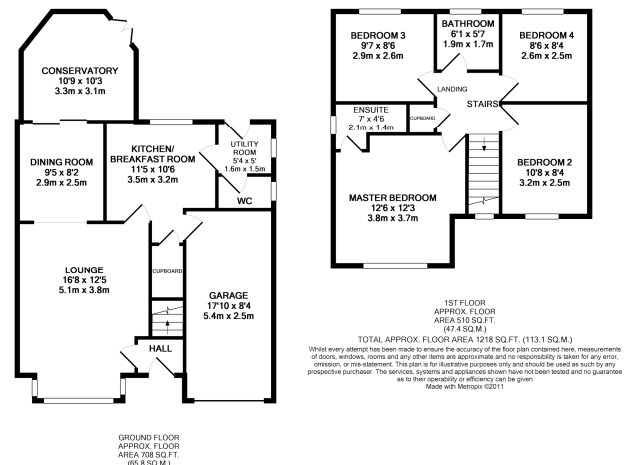 CONSERVATORY
10'9 x 10'3
3.3m x 3.1m
DINING ROOM
9'5 x 8'2
2.9m x 2.5m
KITCHEN/
BREAKFAST ROOM
11'5 x 10'6
3.5m x 3.2m
UTILITY
ROOM
5'4 x 5'
1.6m x 1.5m
WC
LOUNGE
16'8 x 12'5
5.1m x 3.8m
CUPBOARD
GARAGE
17'10 x 8'4
5.4m x 2.5m
HALL
GROUND FLOOR
APPROX. FLOOR
AREA 708 SQ.FT.
(65.8 SQ.M.)
BEDROOM 3
9'7 x 8'6
2.9m x 2.6m
BATHROOM
6'1 x 5'7
1.9m x 1.7m
BEDROOM 4
8'6 x 8'4
2.6m x 2.5m
LANDING
STAIRS
ENSUITE
7' x 4'6
2.1m x 1.4m
CUPBOARD
BEDROOM 2
10'8 x 8'4
3.2m x 2.5m
MASTER BEDROOM
12'6 x 12'3
3.8m x 3.7m
1ST FLOOR
APPROX. FLOOR
AREA 510 SQ.FT.
(47.4 SQ.M.)
TOTAL APPROX. FLOOR AREA 1218 SQ.FT. (113.1 SQ.M.)
Whilst every attempt has been made to ensure the accuracy of the floor plan contained here, measurements
of doors, windows, rooms and any other items are approximate and no responsibility is taken for any error,
omission, or mis-statement. This plan is for illustrative purposes only and should be used as such by any
prospective purchaser. The services, systems and appliances shown have not been tested and no guarantee
as to their operability or efficiency can be given
Made with Metropix ©2011